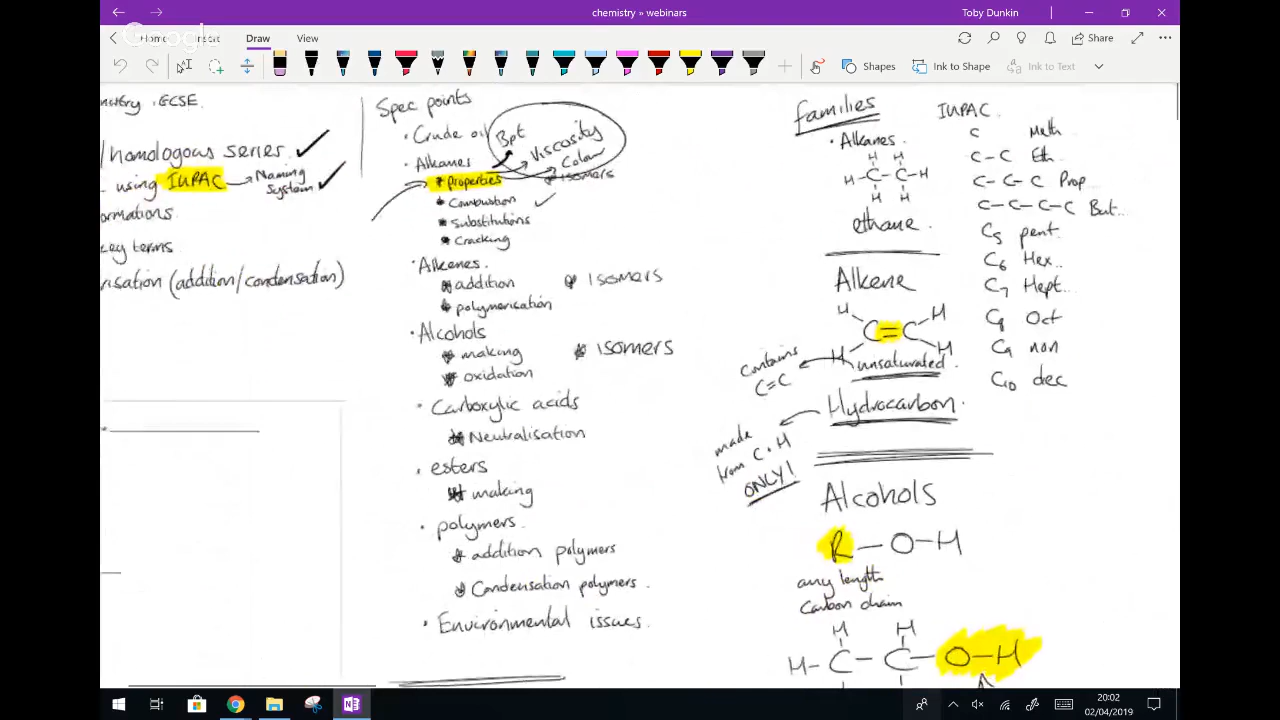 chemistry » webinars
Toby Dunkin
Google
Home
Insert
Draw
View
Share
Shapes
Ink to Shape
Ink to Text
GCSE.
homologous series
using IUPAC
Naming
System
ormations
key terms
risation (addition/condensation)
Spec points
• Crude oil
Bpt
Viscosity
Colour
• Alkanes
* Properties
* isomers
* Combustion
* Substitutions
* Cracking
• Alkenes.
* addition
* isomers
* polymerisation
• Alcohols
* making
* isomers
* oxidation
• Carboxylic acids
* Neutralisation
• esters
* making
• polymers
* addition polymers
* Condensation polymers.
• Environmental issues.
families
• Alkanes
H H
H-C-C-H
H H
ethane.
Alkene
H H
C=C
H H
unsaturated.
contains
C=C
Hydrocarbon.
made
from C + H
ONLY!
Alcohols
R-O-H
any length
Carbon chain
H H
H-C-C-O-H
IUPAC
C Meth
C-C Eth
C-C-C Prop...
C-C-C-C But...
C5 pent.
C6 Hex..
C7 Hept...
C8 Oct
C9 non
C10 dec
20:02
02/04/2019